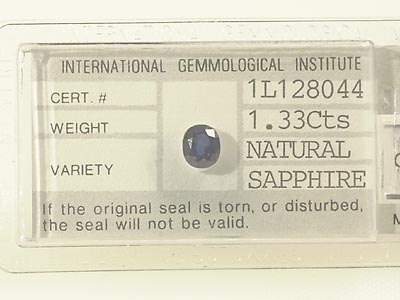 INTERNATIONAL GEMMOLOGICAL INSTITUTE
CERT. # 1L128044
WEIGHT 1.33Cts
VARIETY NATURAL
SAPPHIRE
If the original seal is torn, or disturbed,
the seal will not be valid.